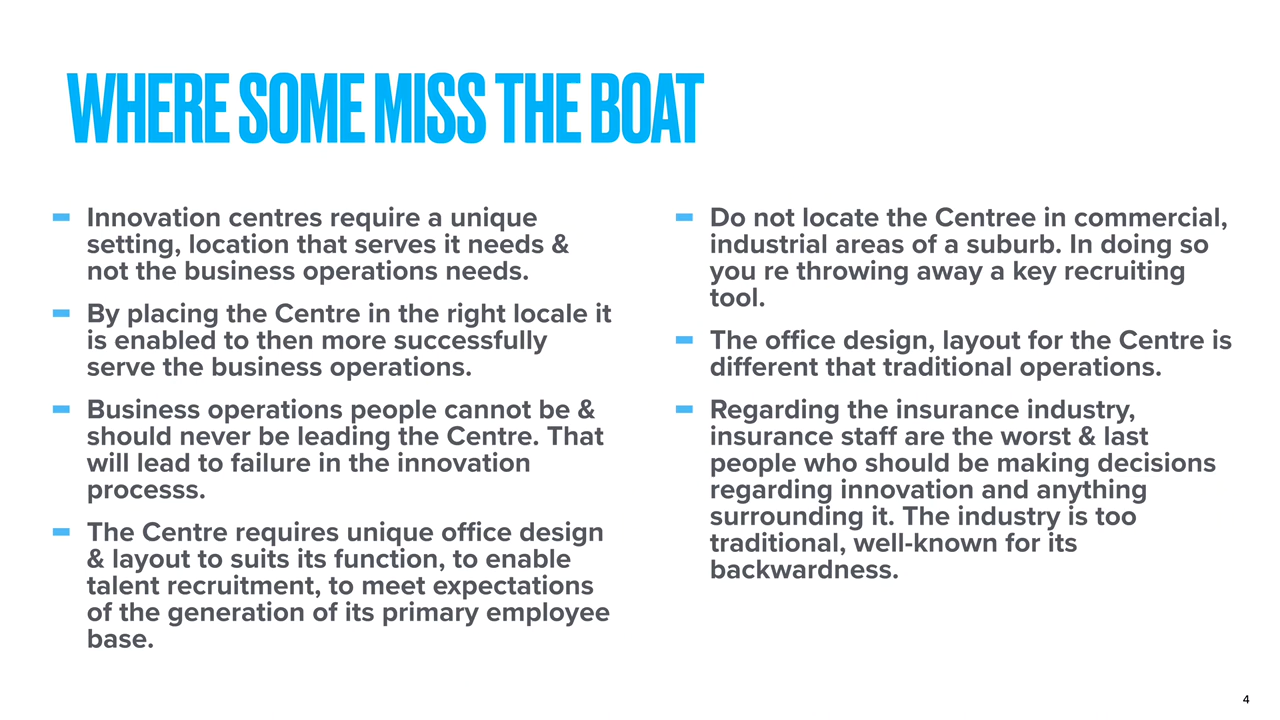 WHERE SOME MISS THE BOAT
Innovation centres require a unique
setting, location that serves it needs &
not the business operations needs.
By placing the Centre in the right locale it
is enabled to then more successfully
serve the business operations.
Business operations people cannot be &
should never be leading the Centre. That
will lead to failure in the innovation
processs.
The Centre requires unique office design
& layout to suits its function, to enable
talent recruitment, to meet expectations
of the generation of its primary employee
base.
Do not locate the Centree in commercial,
industrial areas of a suburb. In doing so
you re throwing away a key recruiting
tool.
The office design, layout for the Centre is
different that traditional operations.
Regarding the insurance industry,
insurance staff are the worst & last
people who should be making decisions
regarding innovation and anything
surrounding it. The industry is too
traditional, well-known for its
backwardness.
4